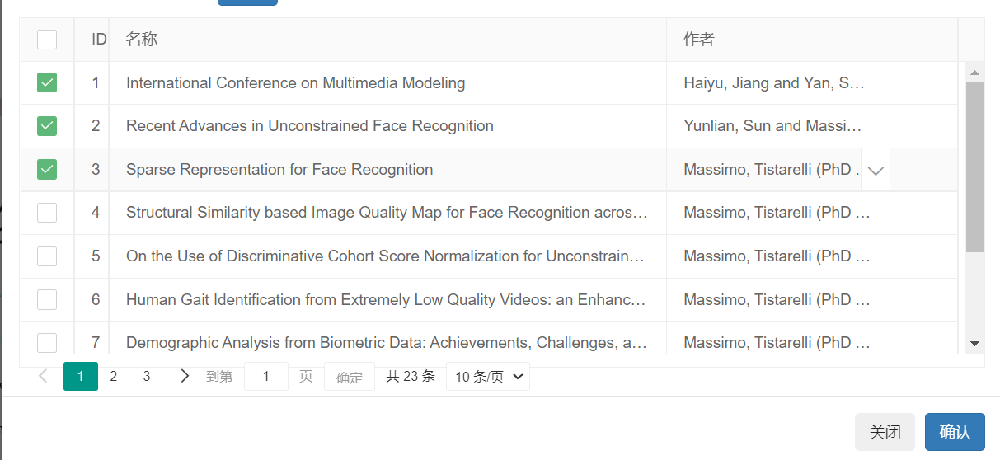 ID 名称 作者
1 International Conference on Multimedia Modeling Haiyu, Jiang and Yan, S…
2 Recent Advances in Unconstrained Face Recognition Yunlian, Sun and Massi…
3 Sparse Representation for Face Recognition Massimo, Tistarelli (PhD .
4 Structural Similarity based Image Quality Map for Face Recognition acros… Massimo, Tistarelli (PhD …
5 On the Use of Discriminative Cohort Score Normalization for Unconstrain… Massimo, Tistarelli (PhD …
6 Human Gait Identification from Extremely Low Quality Videos: an Enhanc… Massimo, Tistarelli (PhD …
7 Demographic Analysis from Biometric Data: Achievements, Challenges, a… Massimo, Tistarelli (PhD …
1 2 3 到第 1 页 确定 共 23 条 10 条/页
关闭 确认